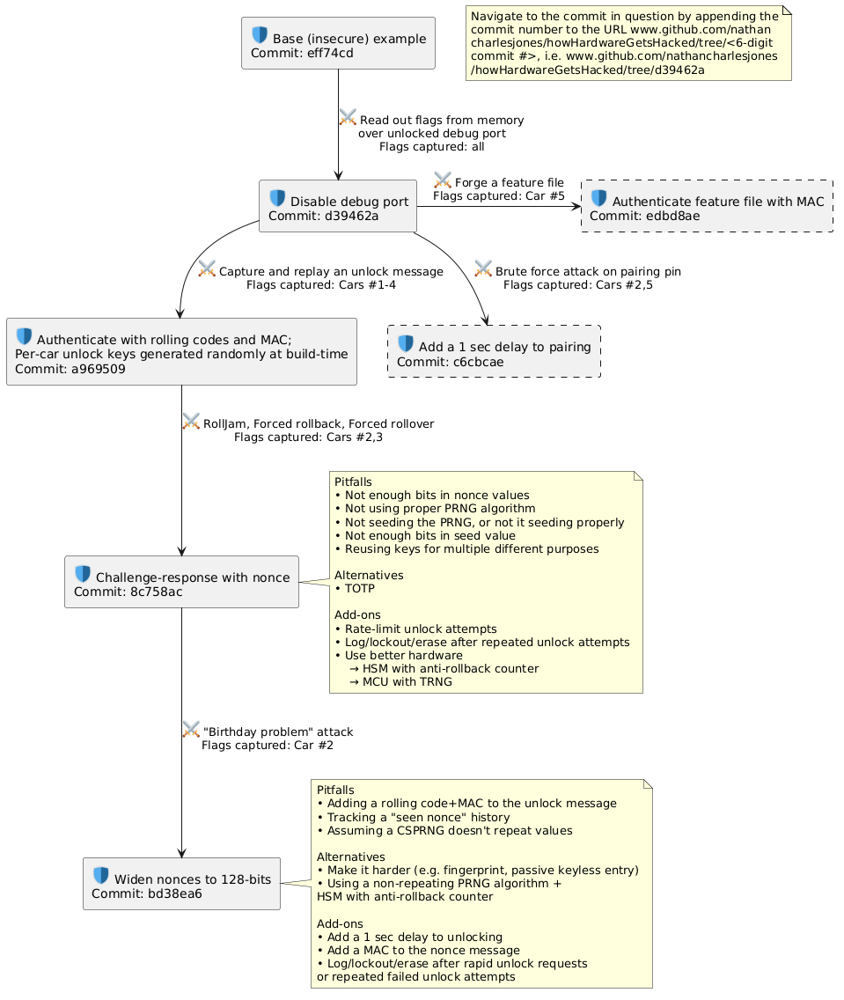 Base (insecure) example
Commit: eff74cd
Navigate to the commit in question by appending the
commit number to the URL www.github.com/nathan
charlesjones/howHardwareGetsHacked/tree/<6-digit
commit #>, i.e. www.github.com/nathancharlesjones
/howHardwareGetsHacked/tree/d39462a
Read out flags from memory
over unlocked debug port
Flags captured: all
Disable debug port
Commit: d39462a
Forge a feature file
Flags captured: Car #5
Authenticate feature file with MAC
Commit: edbd8ae
Capture and replay an unlock message
Flags captured: Cars #1-4
Brute force attack on pairing pin
Flags captured: Cars #2,5
Authenticate with rolling codes and MAC;
Per-car unlock keys generated randomly at build-time
Commit: a969509
Add a 1 sec delay to pairing
Commit: c6cbcae
RollJam, Forced rollback, Forced rollover
Flags captured: Cars #2,3
Challenge-response with nonce
Commit: 8c758ac
Pitfalls
• Not enough bits in nonce values
• Not using proper PRNG algorithm
• Not seeding the PRNG, or not it seeding properly
• Not enough bits in seed value
• Reusing keys for multiple different purposes
Alternatives
• TOTP
Add-ons
• Rate-limit unlock attempts
• Log/lockout/erase after repeated unlock attempts
• Use better hardware
→ HSM with anti-rollback counter
→ MCU with TRNG
"Birthday problem" attack
Flags captured: Car #2
Widen nonces to 128-bits
Commit: bd38ea6
Pitfalls
• Adding a rolling code+MAC to the unlock message
• Tracking a "seen nonce" history
• Assuming a CSPRNG doesn't repeat values
Alternatives
• Make it harder (e.g. fingerprint, passive keyless entry)
• Using a non-repeating PRNG algorithm +
HSM with anti-rollback counter
Add-ons
• Add a 1 sec delay to unlocking
• Add a MAC to the nonce message
• Log/lockout/erase after rapid unlock requests
or repeated failed unlock attempts